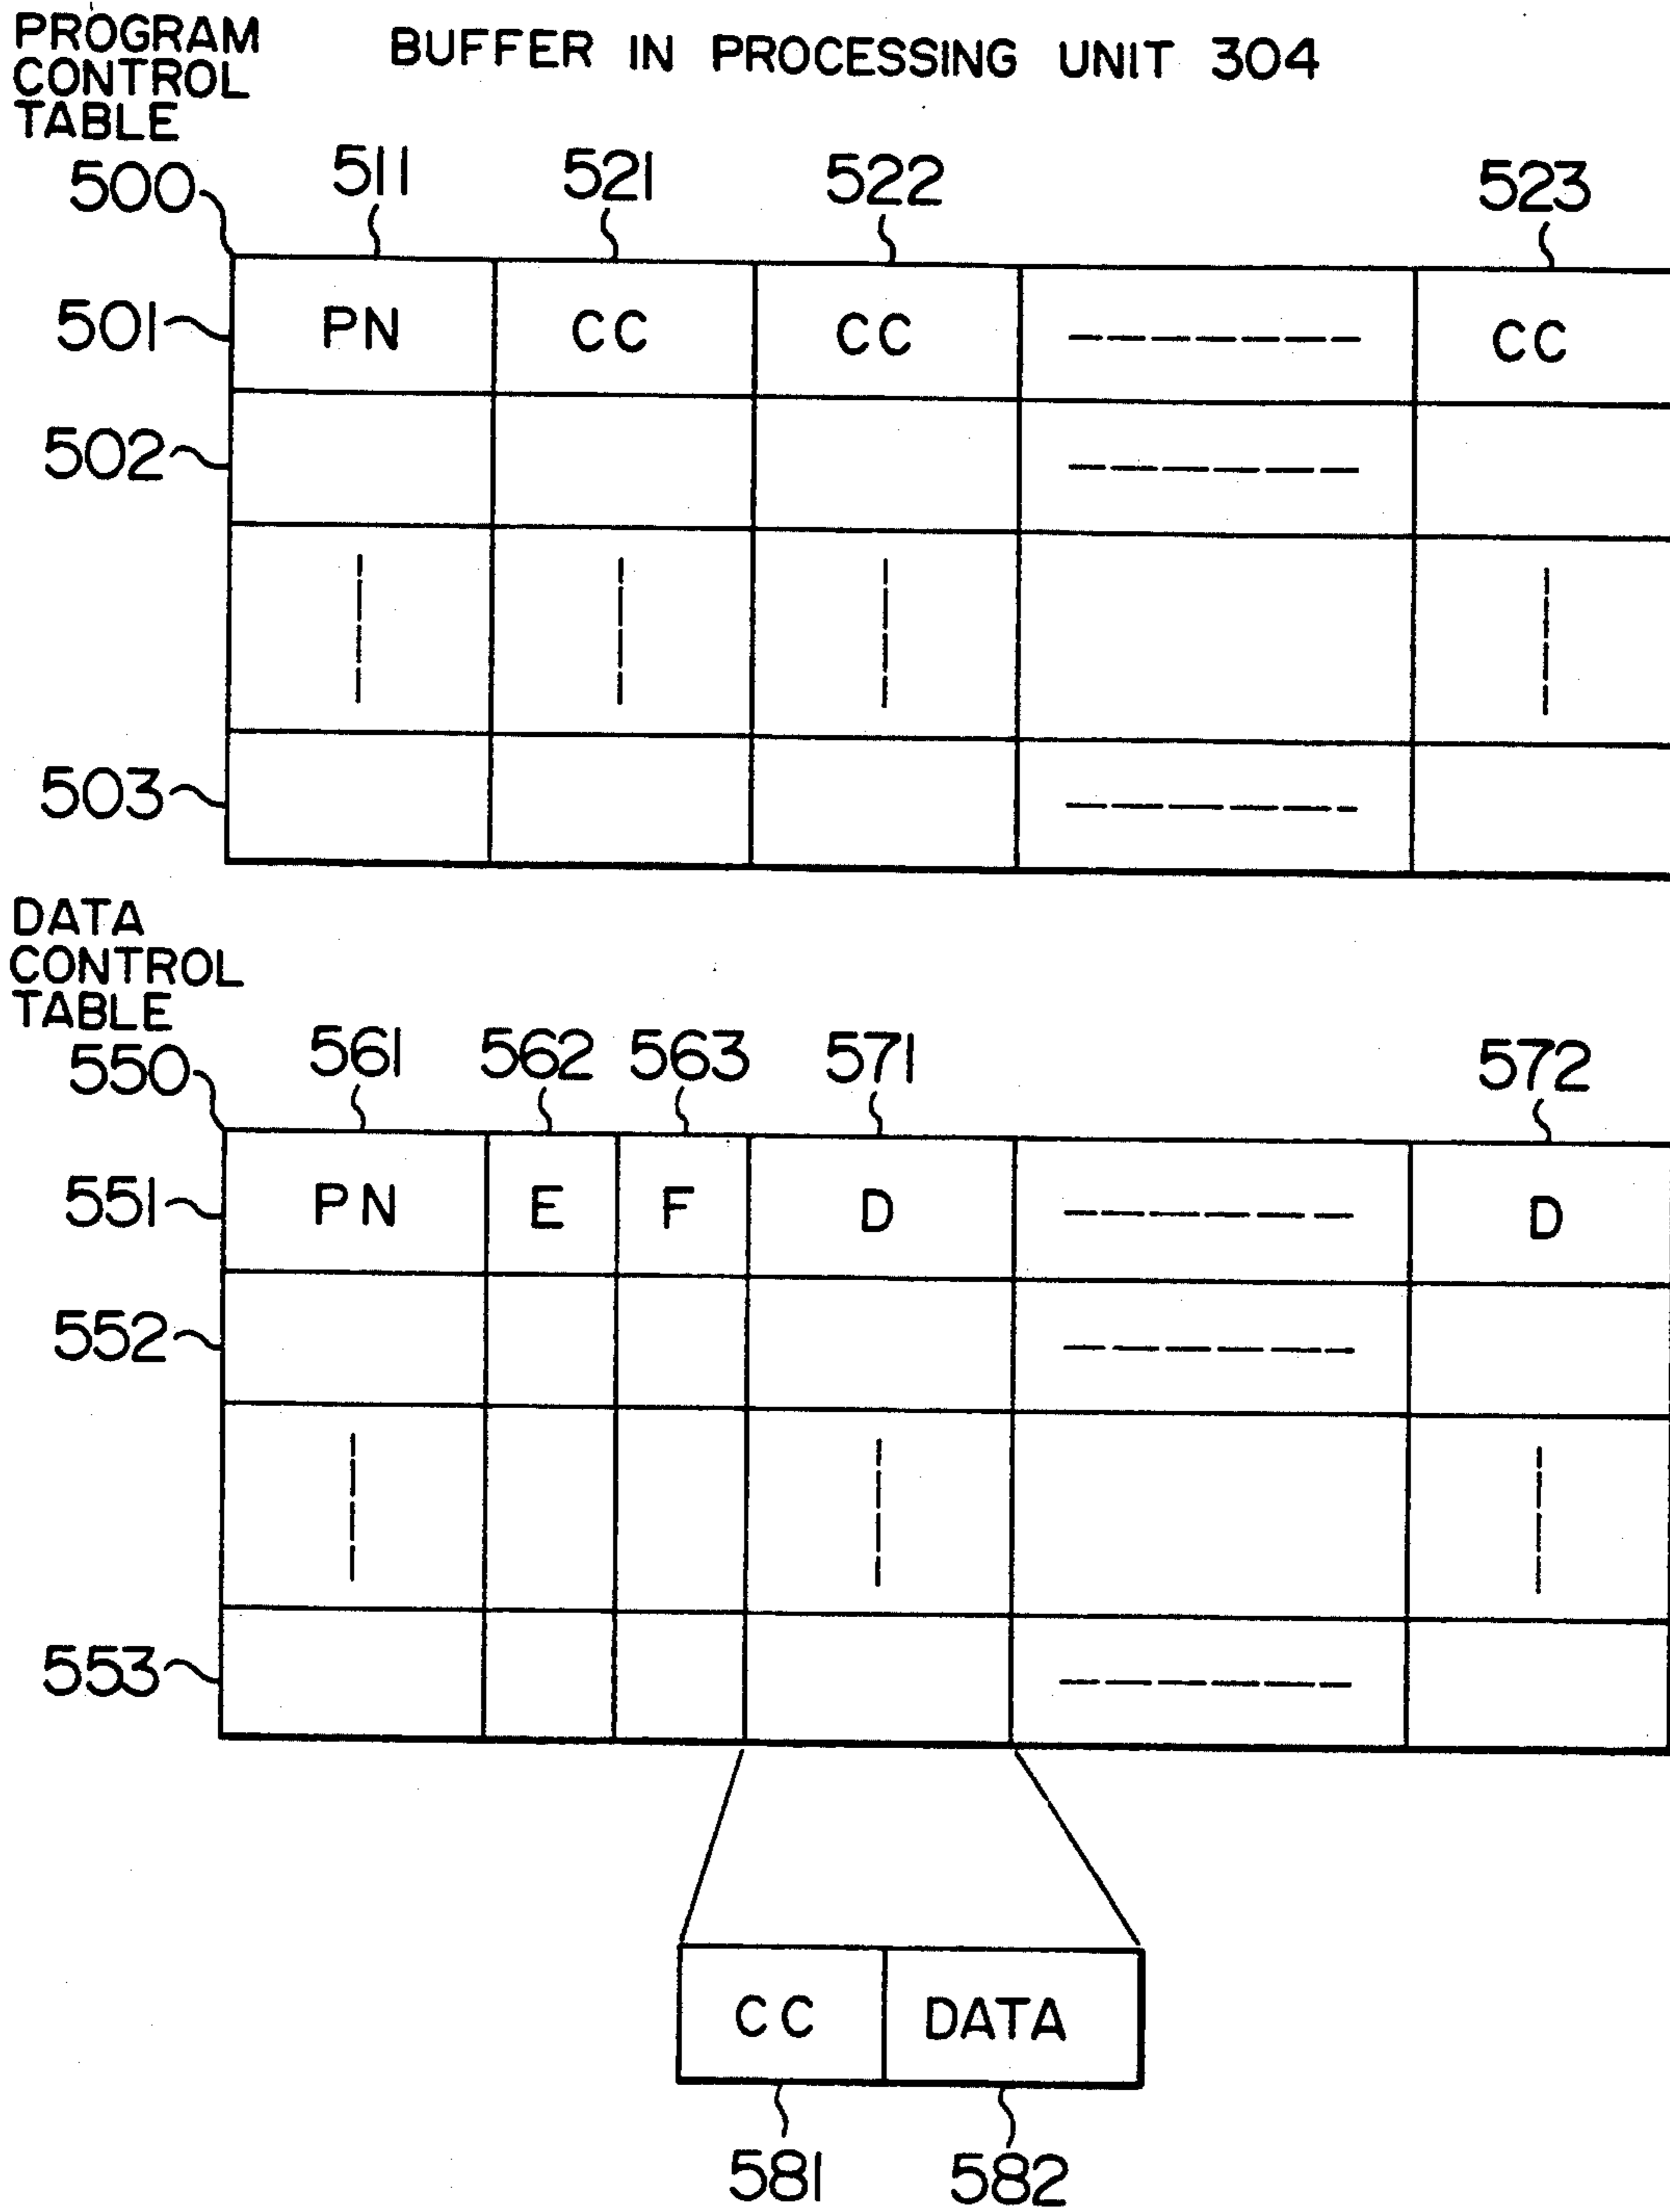 PROGRAM
CONTROL
TABLE
BUFFER IN PROCESSING UNIT 304
500 511 521 522 523
501 PN CC CC CC
502
503
DATA
CONTROL
TABLE
550 561 562 563 571 572
551 PN E F D D
552
553
CC DATA
581 582